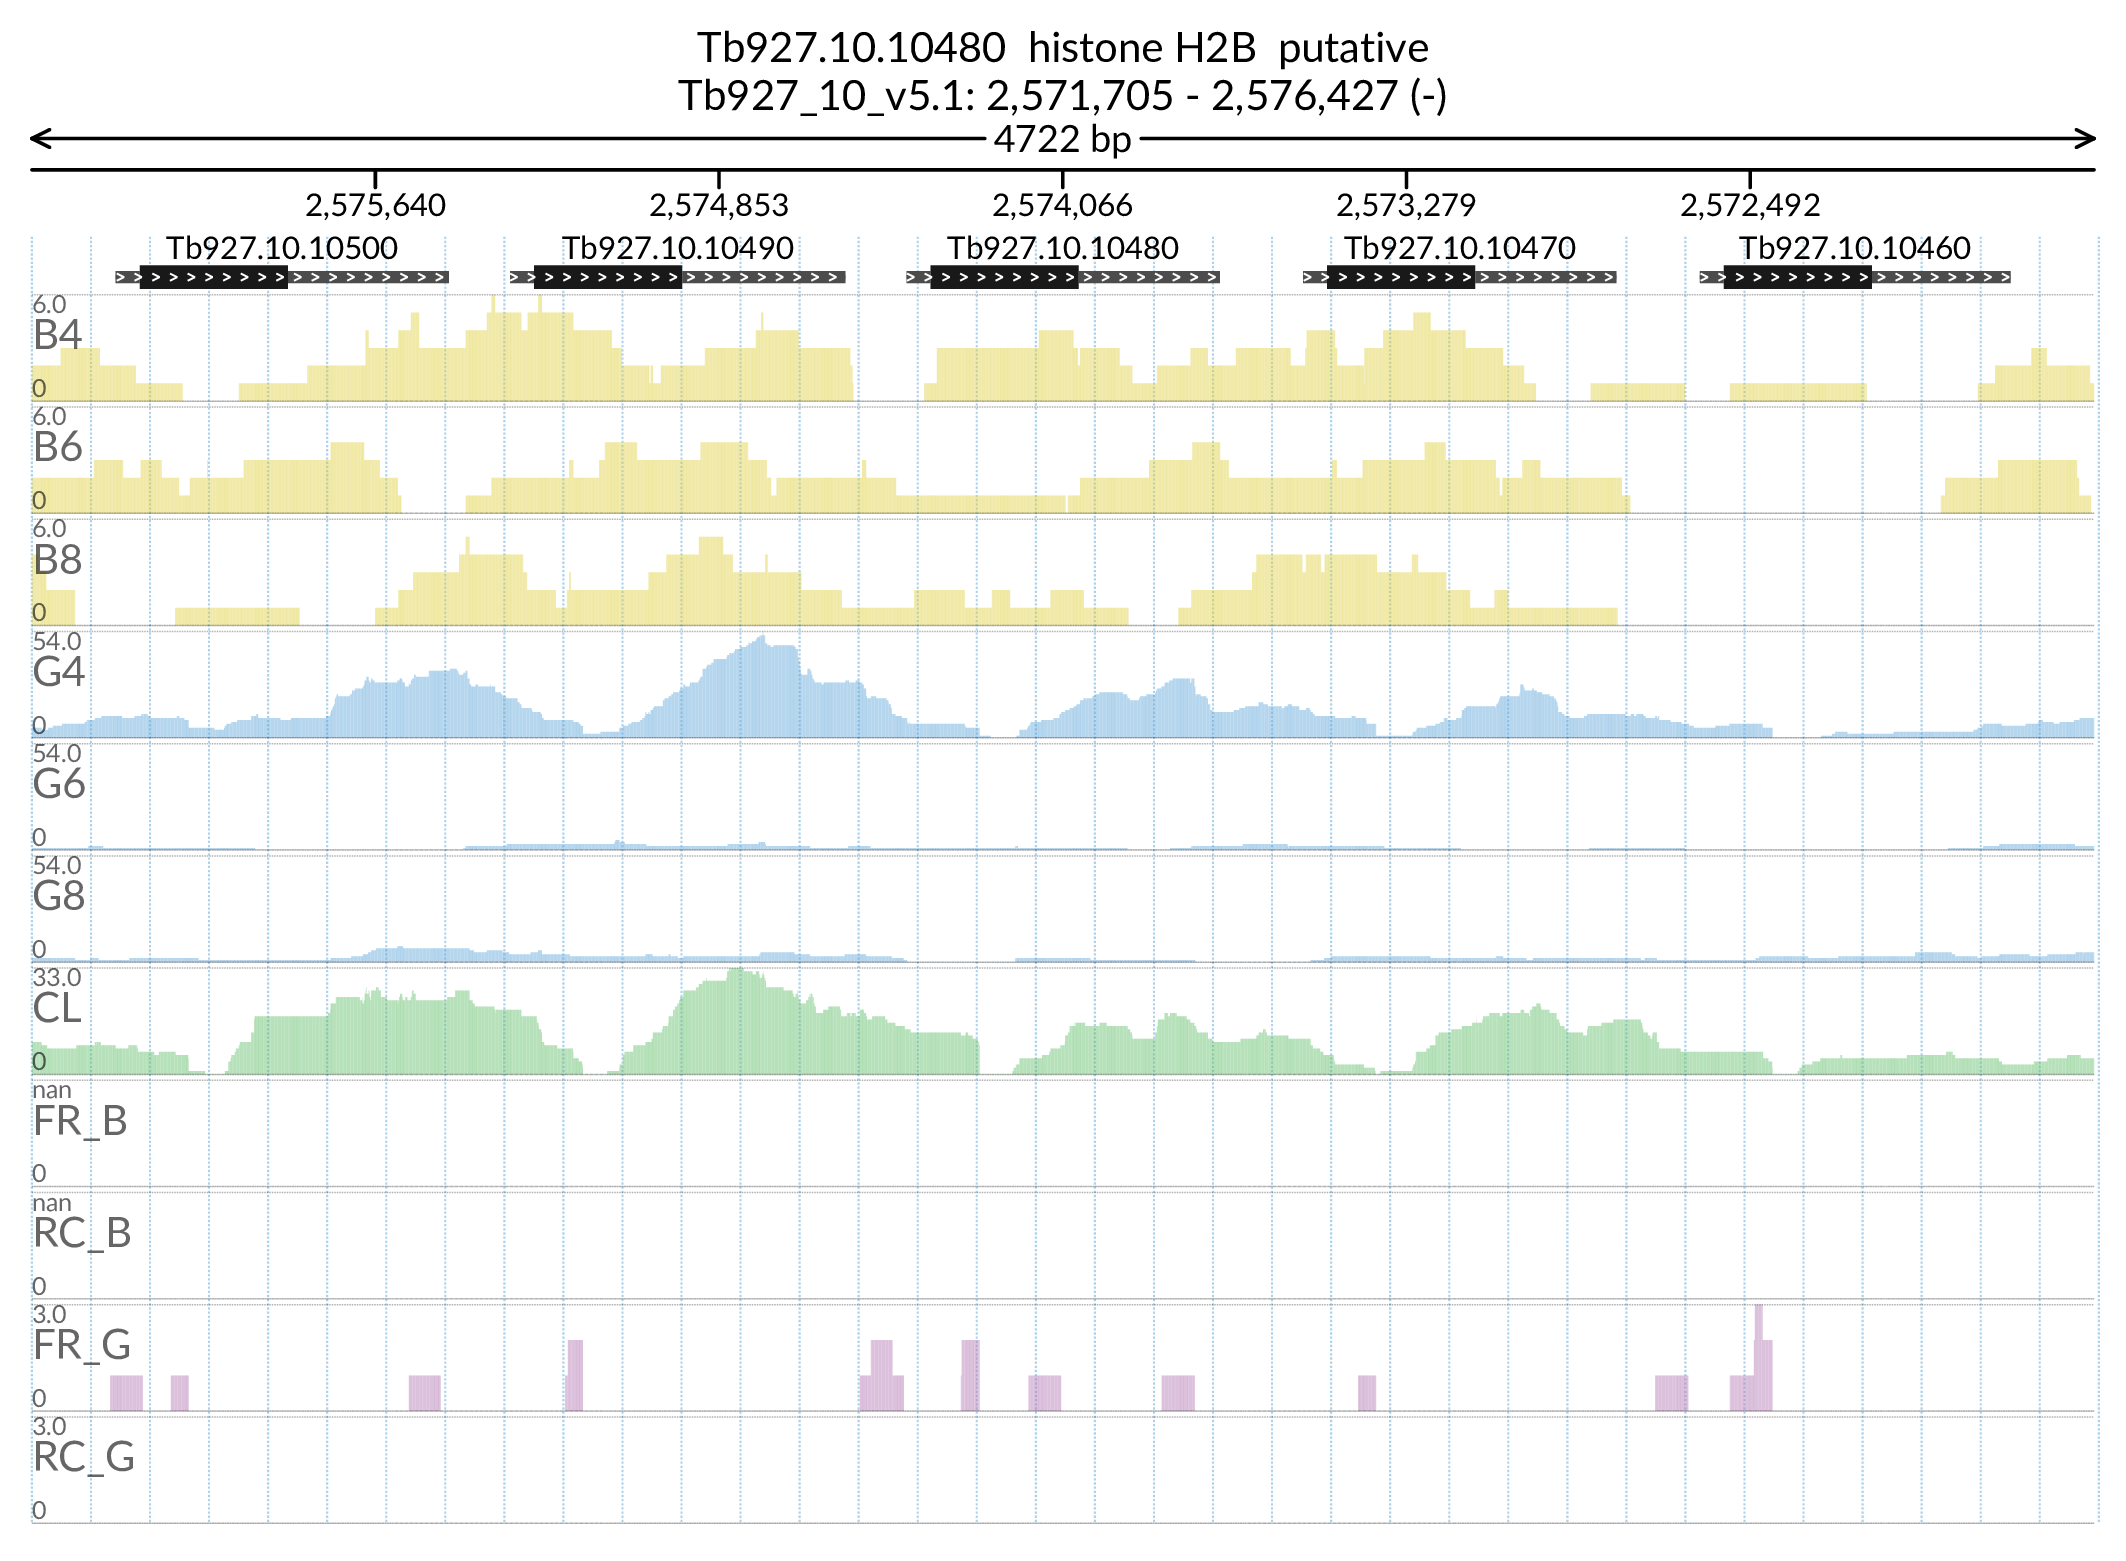 Tb927.10.10480 histone H2B putative
Tb927_10_v5.1: 2,571,705 - 2,576,427 (-)
4722 bp
2,575,640 2,574,853 2,574,066 2,573,279 2,572,492
Tb927.10.10500 Tb927.10.10490 Tb927.10.10480 Tb927.10.10470 Tb927.10.10460
6.0
B4
0
6.0
B6
0
6.0
B8
0
54.0
G4
0
54.0
G6
0
54.0
G8
0
33.0
CL
0
nan
FR_B
0
nan
RC_B
0
3.0
FR_G
0
3.0
RC_G
0